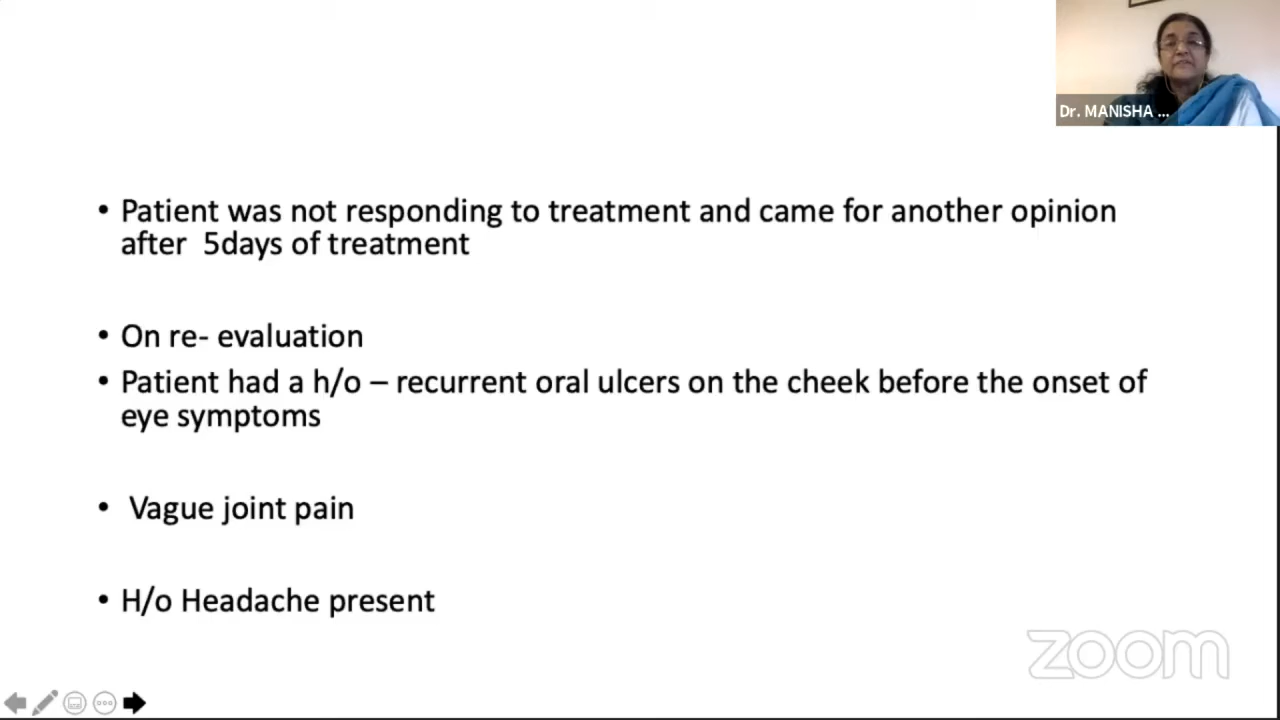 Dr. MANISHA ...
• Patient was not responding to treatment and came for another opinion
after  5days of treatment
• On re- evaluation
• Patient had a h/o – recurrent oral ulcers on the cheek before the onset of
eye symptoms
•  Vague joint pain
• H/o Headache present
zoom